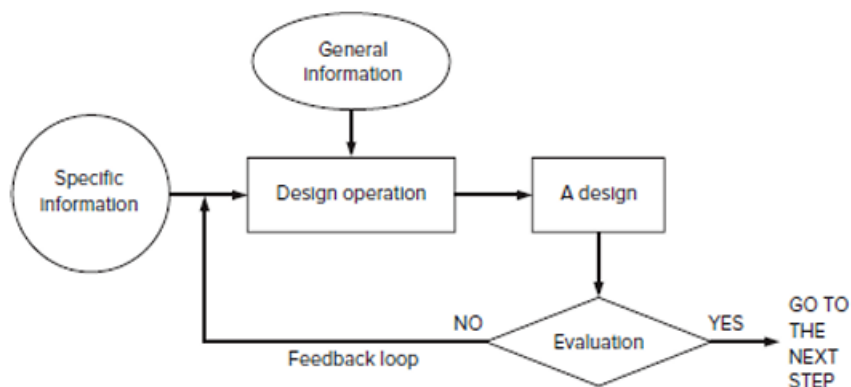 General
information
Specific
information
Design operation
A design
NO
Evaluation
YES
GO TO
THE
NEXT
STEP
Feedback loop